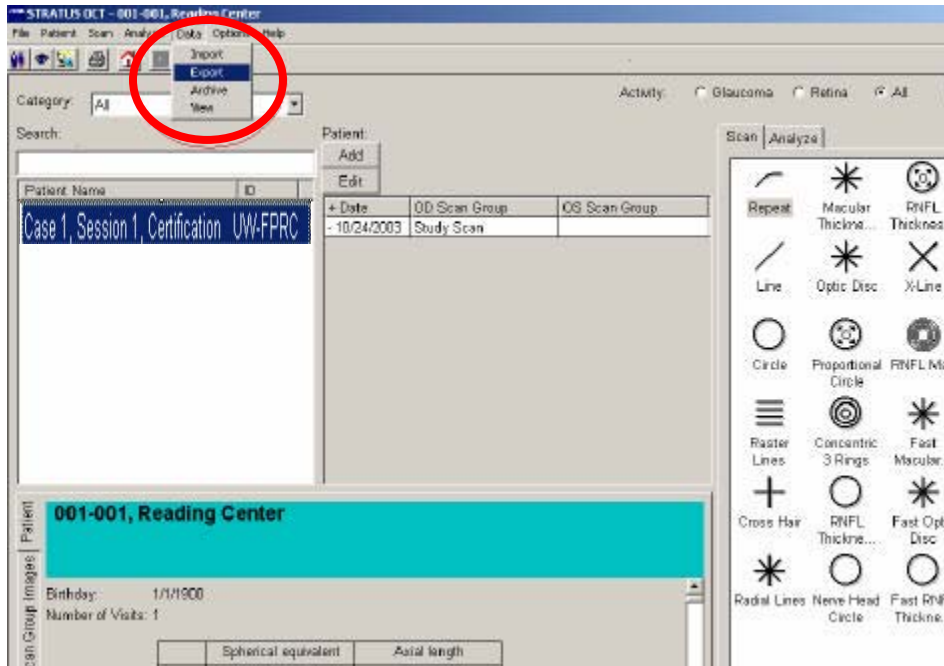 STRATUS OCT - 001-001, Reading Center
File Patient Scan Analyze Data Options Help
Import
Export
Archive
View
Category: All
Activity: Glaucoma Retina All
Search:
Patient:
Add
Edit
Patient Name ID
Case 1, Session 1, Certification UW-FPRC
+ Date OD Scan Group OS Scan Group
- 10/24/2003 Study Scan
Scan Analyze
Repeat Macular Thickne... RNFL Thicknes
Line Optic Disc X-Line
Circle Proportional Circle RNFL Ma
Raster Lines Concentric 3 Rings Fast Macular.
Cross Hair RNFL Thickne... Fast Opt Disc
Radial Lines Nerve Head Circle Fast RNF Thickne.
Patient
can Group Images
001-001, Reading Center
Birthday: 1/1/1900
Number of Visits: 1
Spherical equivalent Axial length